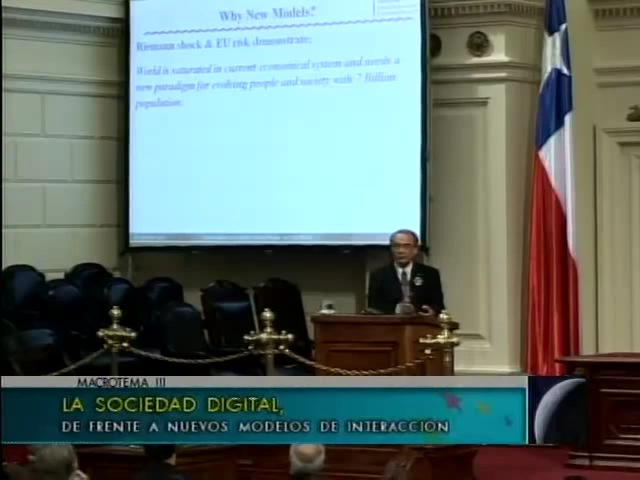 Why New Models?
Riemann shock & EU risk demonstrate;
World is saturated in current economical system and needs a
new paradigm for evolving people and society with 7 Billion
population.
MACROTEMA III
LA SOCIEDAD DIGITAL,
DE FRENTE A NUEVOS MODELOS DE INTERACCIÓN